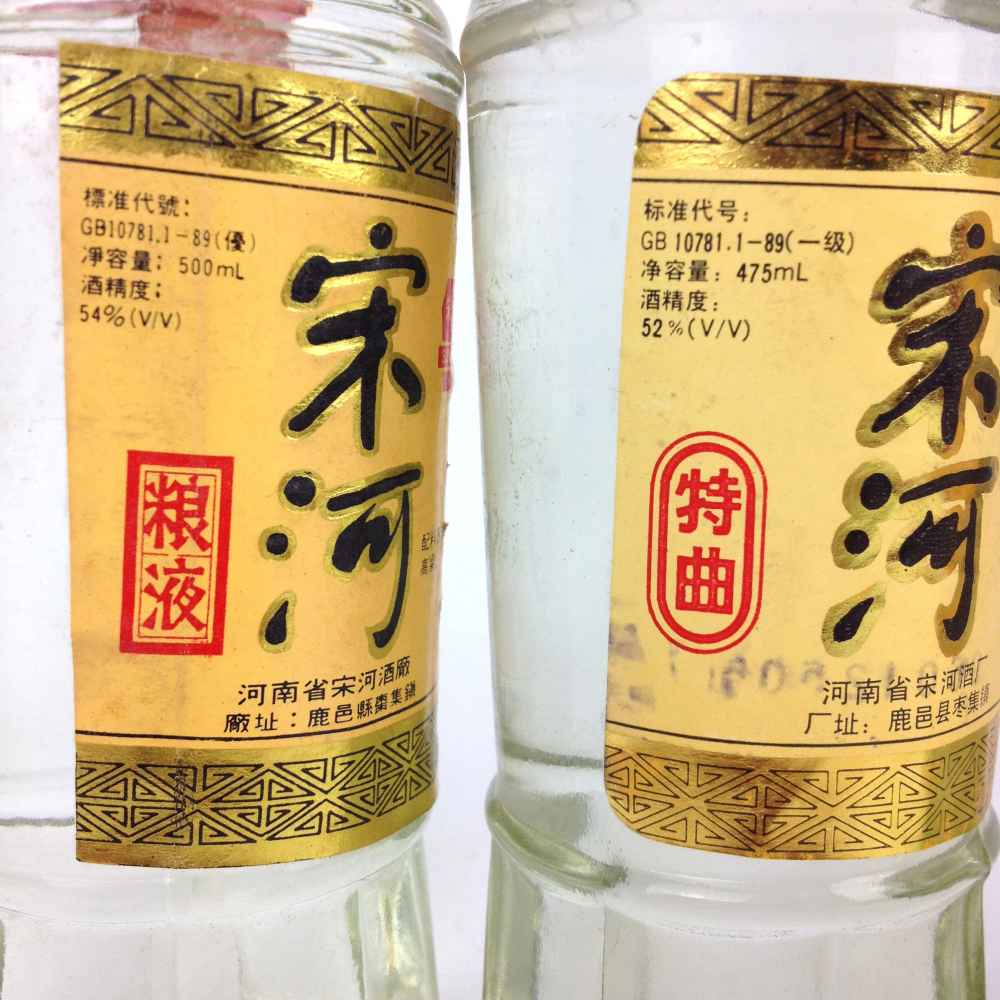 標准代號：
GB10781.1-89(優)
淨容量：500mL
酒精度：
54%(V/V)
宋河
粮液
河南省宋河酒廠
廠址：鹿邑縣棗集鎮
标准代号：
GB 10781.1-89(一级)
净容量：475mL
酒精度：
52%(V/V)
宋河
特曲
河南省宋河酒厂
厂址：鹿邑县枣集镇